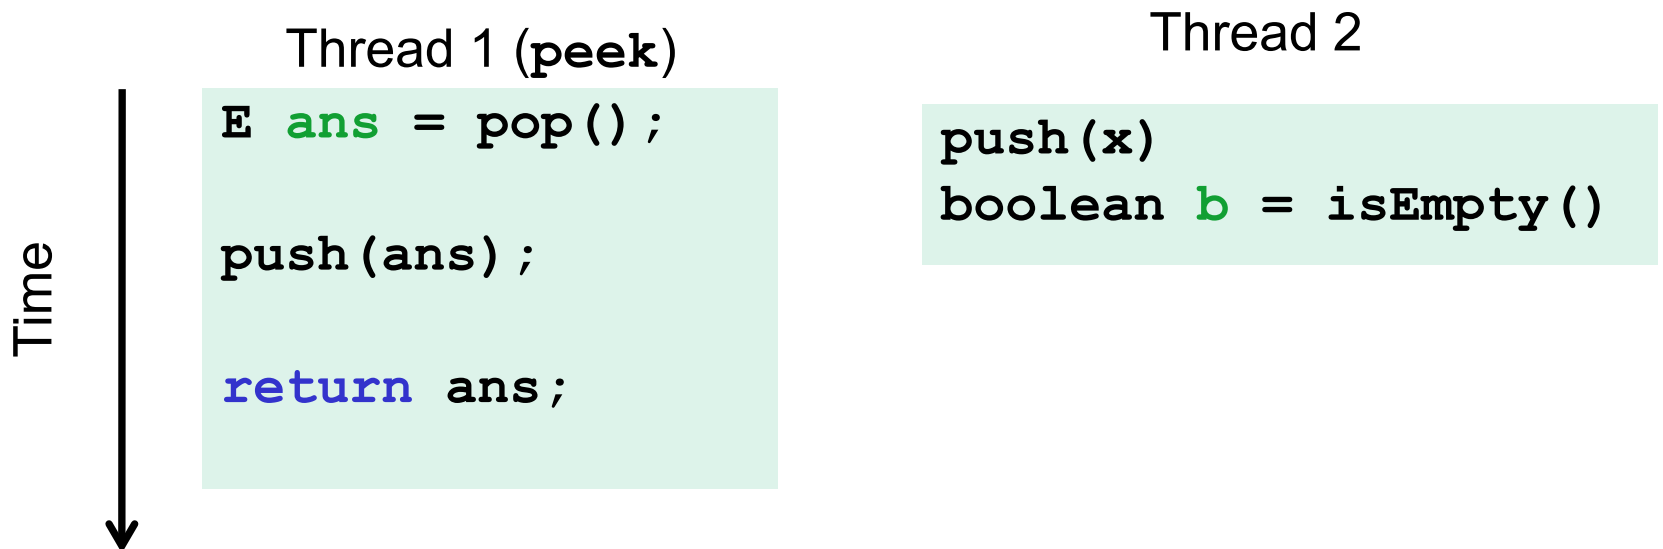 Time
Thread 1 (peek)
E ans = pop();
push(ans);
return ans;
Thread 2
push(x)
boolean b = isEmpty()